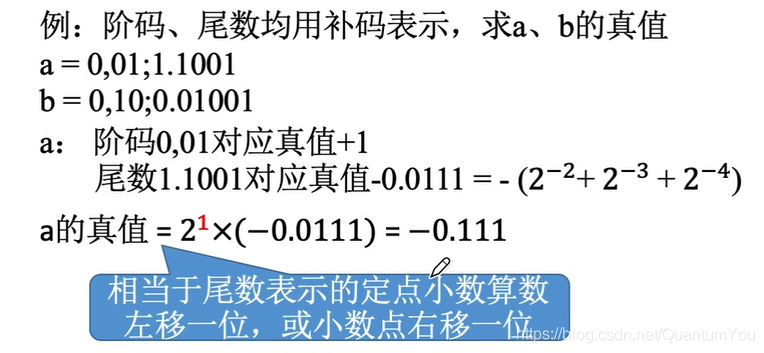 例：阶码、尾数均用补码表示，求a、b的真值
a = 0,01;1.1001
b = 0,10;0.01001
a： 阶码0,01对应真值+1
尾数1.1001对应真值-0.0111 = - (2⁻²+ 2⁻³ + 2⁻⁴)
a的真值 = 2¹×(−0.0111) = −0.111
相当于尾数表示的定点小数算数
左移一位，或小数点右移一位
https://blog.csdn.net/QuantumYou